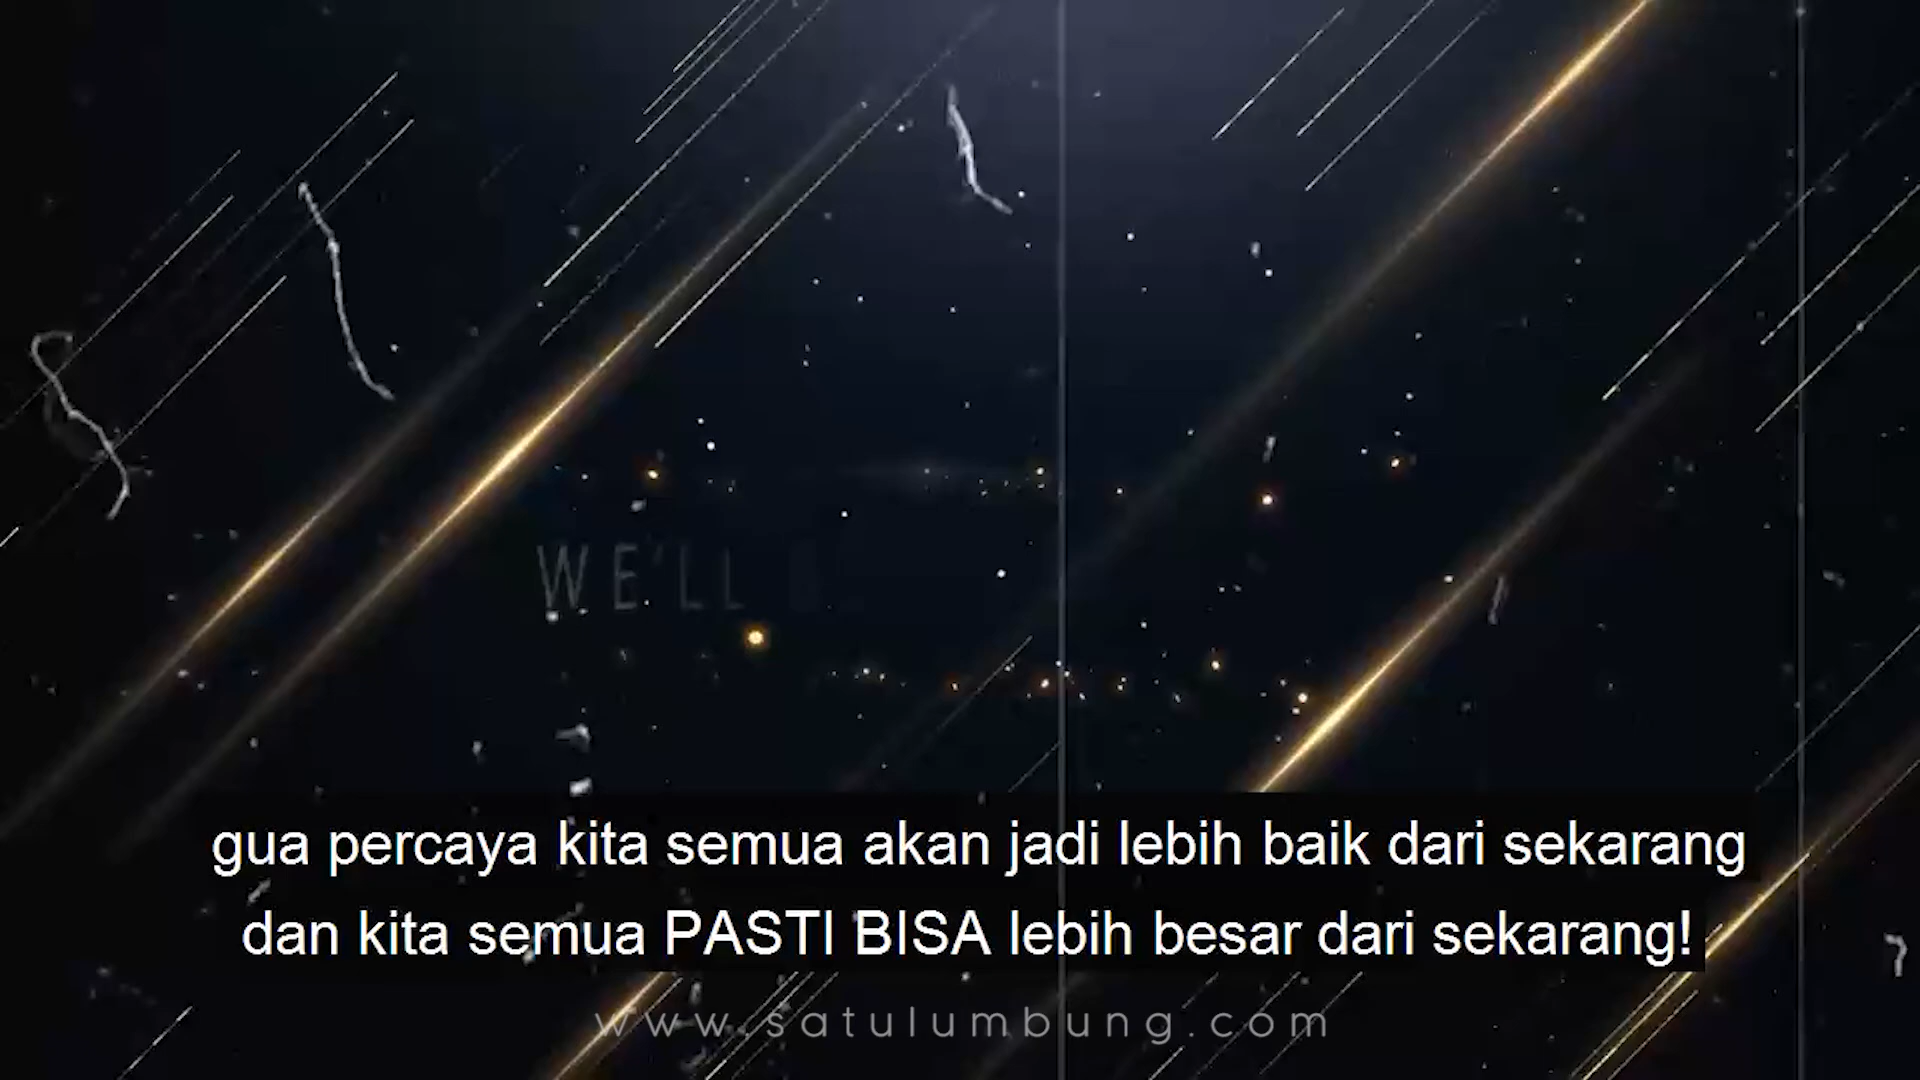 WE'LL
gua percaya kita semua akan jadi lebih baik dari sekarang
dan kita semua PASTI BISA lebih besar dari sekarang!
www.satulumbung.com